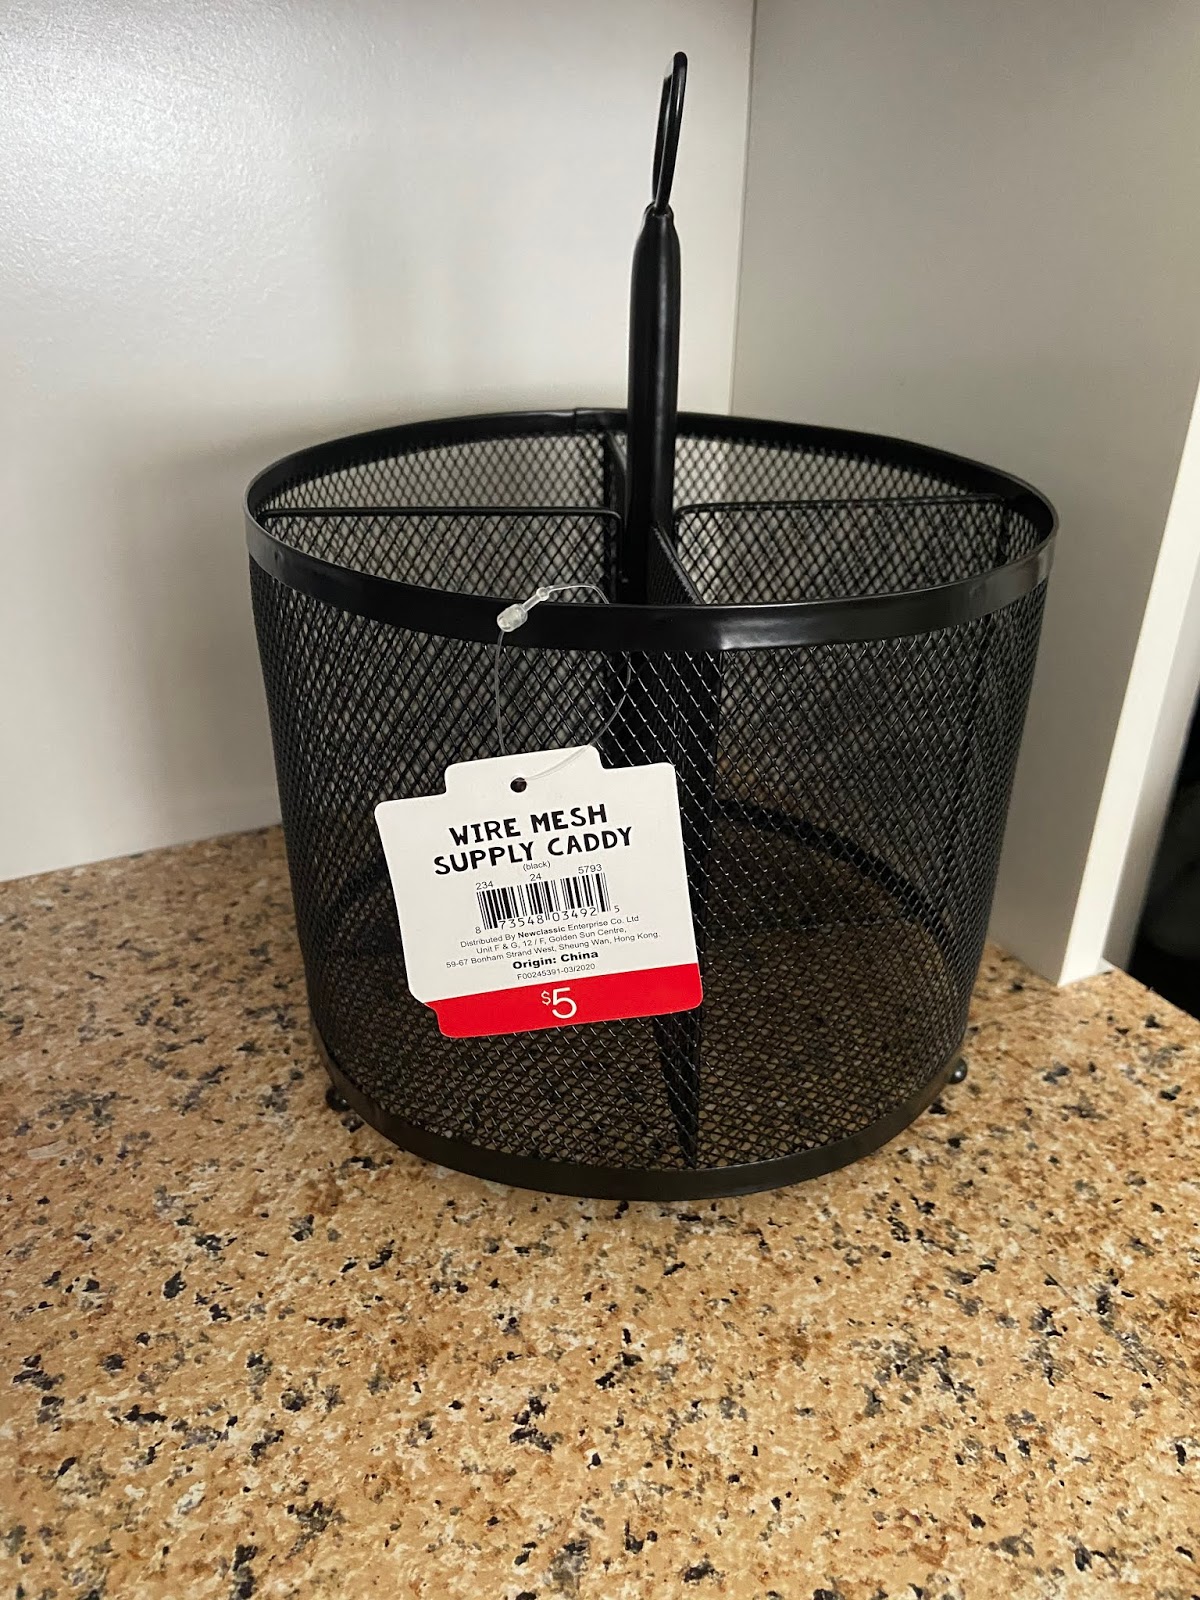 WIRE MESH
SUPPLY CADDY
(black)
234 24 5793
8 73548 03492 5
Distributed By Newclassic Enterprise Co. Ltd
Unit F & G, 12 / F, Golden Sun Centre,
59-67 Bonham Strand West, Sheung Wan, Hong Kong.
Origin: China
F00245391-03/2020
$5